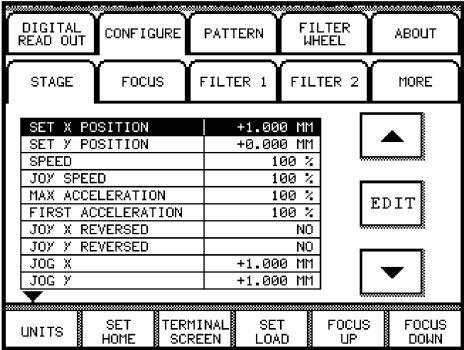 DIGITAL READ OUT
CONFIGURE
PATTERN
FILTER WHEEL
ABOUT
STAGE
FOCUS
FILTER 1
FILTER 2
MORE
SET X POSITION +1.000 MM
SET Y POSITION +0.000 MM
SPEED 100 %
JOY SPEED 100 %
MAX ACCELERATION 100 %
FIRST ACCELERATION 100 %
JOY X REVERSED NO
JOY Y REVERSED NO
JOG X +1.000 MM
JOG Y +1.000 MM
EDIT
UNITS
SET HOME
TERMINAL SCREEN
SET LOAD
FOCUS UP
FOCUS DOWN